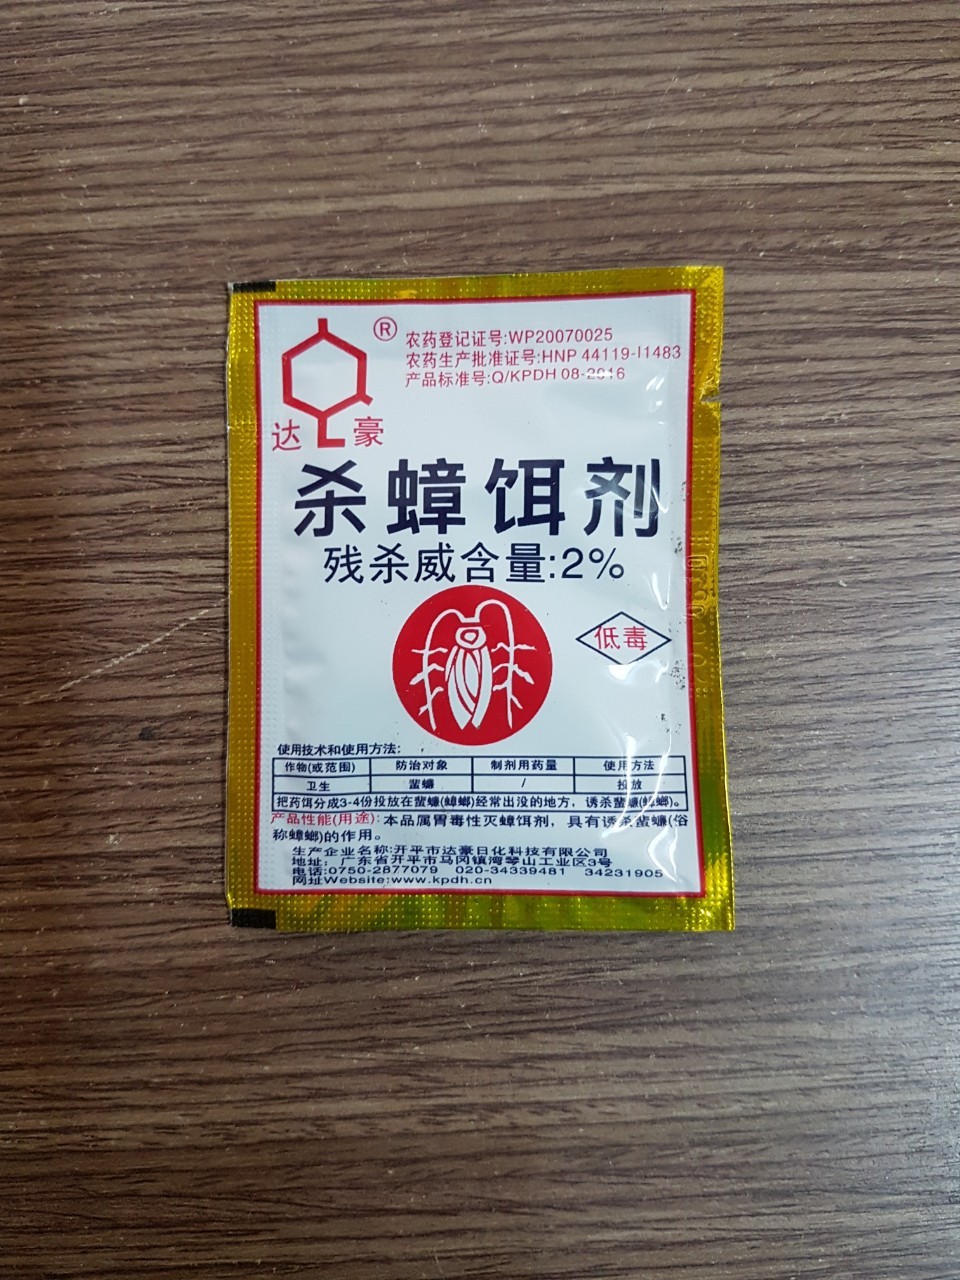 ®
农药登记证号:WP20070025
农药生产批准证号:HNP 44119-I1483
产品标准号:Q/KPDH 08-2016
达豪
杀蟑饵剂
残杀威含量:2%
低毒
使用技术和使用方法:
作物(或范围) 防治对象 制剂用药量 使用方法
卫生 蜚蠊 / 投放
把药饵分成3-4份投放在蜚蠊(蟑螂)经常出没的地方，诱杀蜚蠊(蟑螂)。
产品性能(用途):本品属胃毒性灭蟑饵剂，具有诱杀蜚蠊(俗
称蟑螂)的作用。
生产企业名称:开平市达豪日化科技有限公司
地址：广东省开平市马冈镇湾琴山工业区3号
电话:0750-2877079 020-34339481 34231905
网址Website:www.kpdh.cn